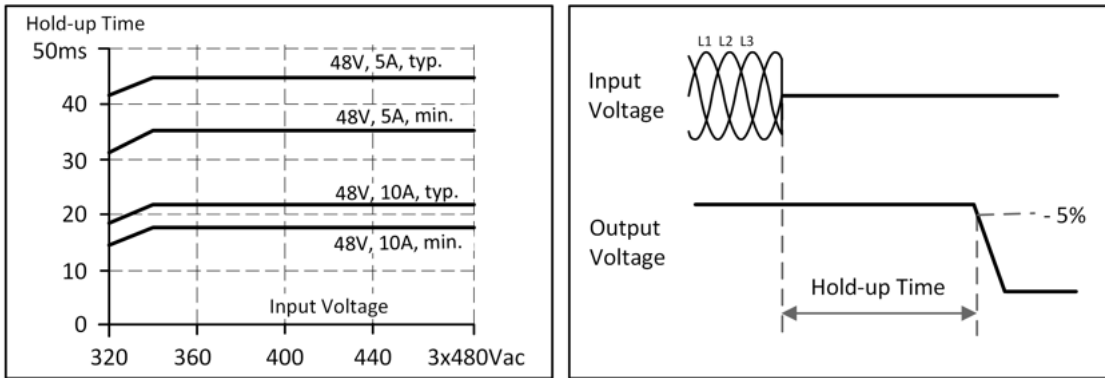 Hold-up Time
50ms
40
30
20
10
0
48V, 5A, typ.
48V, 5A, min.
48V, 10A, typ.
48V, 10A, min.
Input Voltage
320 360 400 440 3x480Vac
L1 L2 L3
Input
Voltage
Output
Voltage
- 5%
Hold-up Time